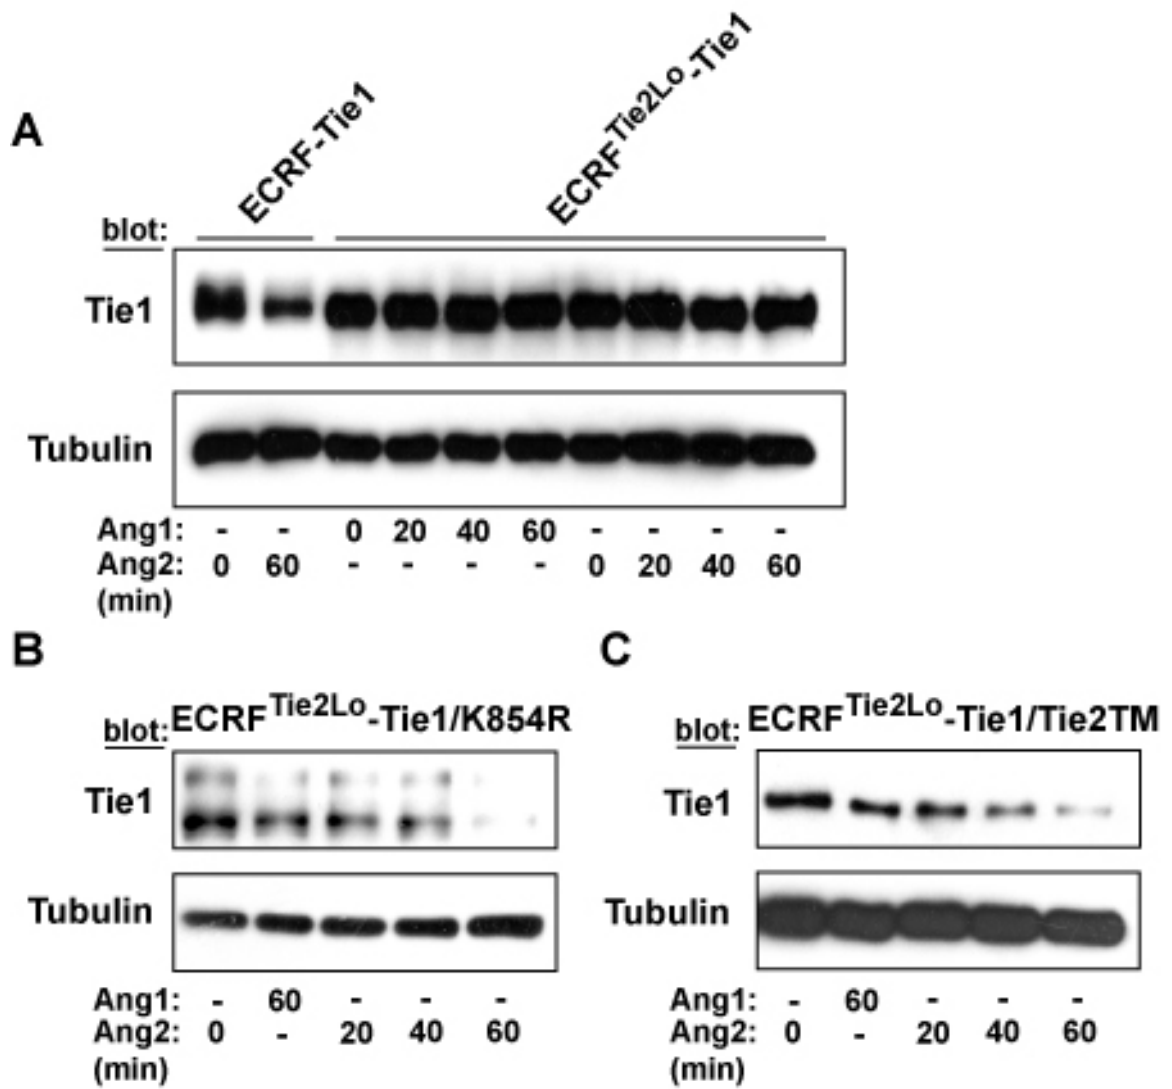 A
ECRF-Tie1
ECRFTie2Lo-Tie1
blot:
Tie1
Tubulin
Ang1: - - 0 20 40 60 - - - -
Ang2: 0 60 - - - - 0 20 40 60
(min)
B
blot: ECRFTie2Lo-Tie1/K854R
Tie1
Tubulin
Ang1: - 60 - - -
Ang2: 0 - 20 40 60
(min)
C
blot: ECRFTie2Lo-Tie1/Tie2TM
Tie1
Tubulin
Ang1: - 60 - - -
Ang2: 0 - 20 40 60
(min)